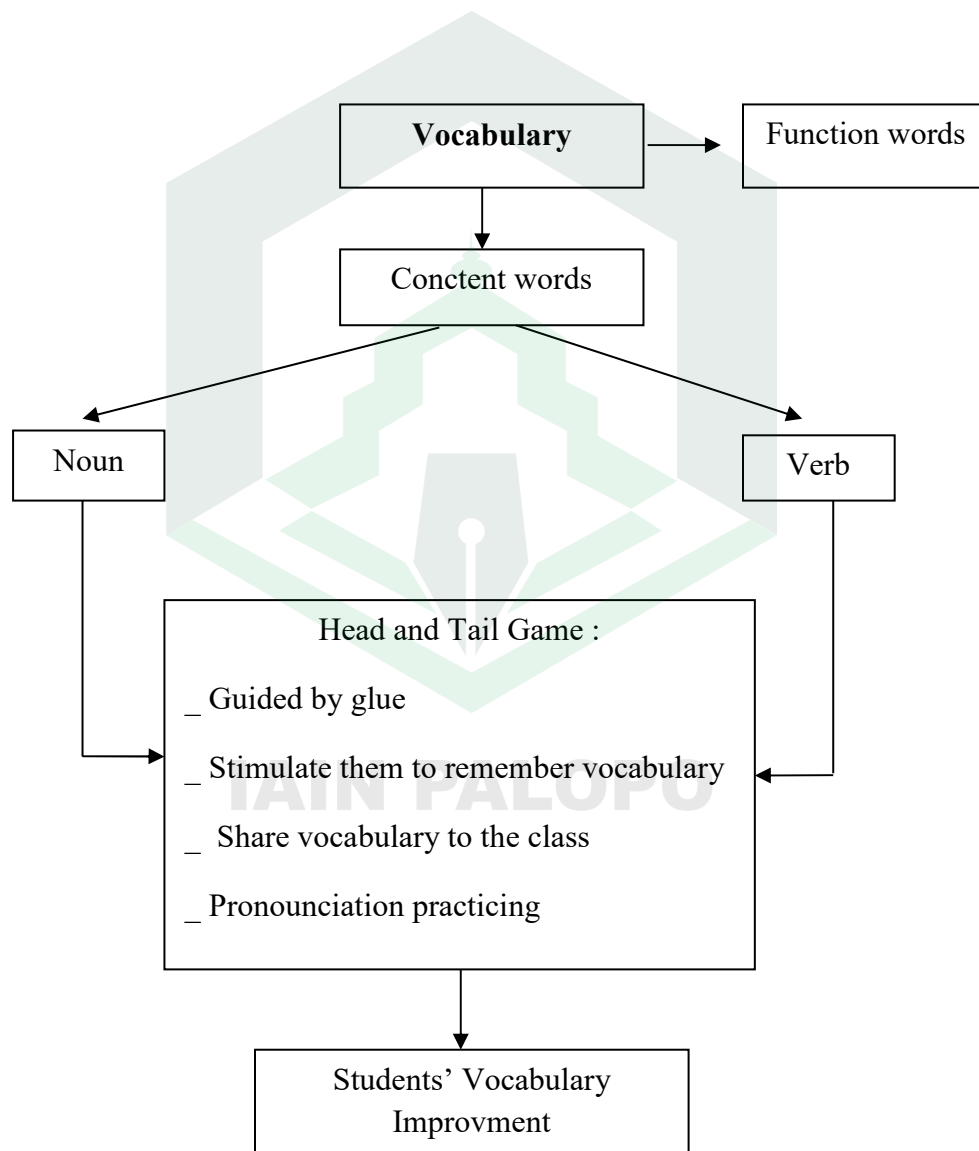 Vocabulary
Function words
Conctent words
Noun
Verb
Head and Tail Game :
_ Guided by glue
_ Stimulate them to remember vocabulary
IAIN PALOPO
_ Share vocabulary to the class
_ Pronounciation practicing
Students’ Vocabulary
Improvment